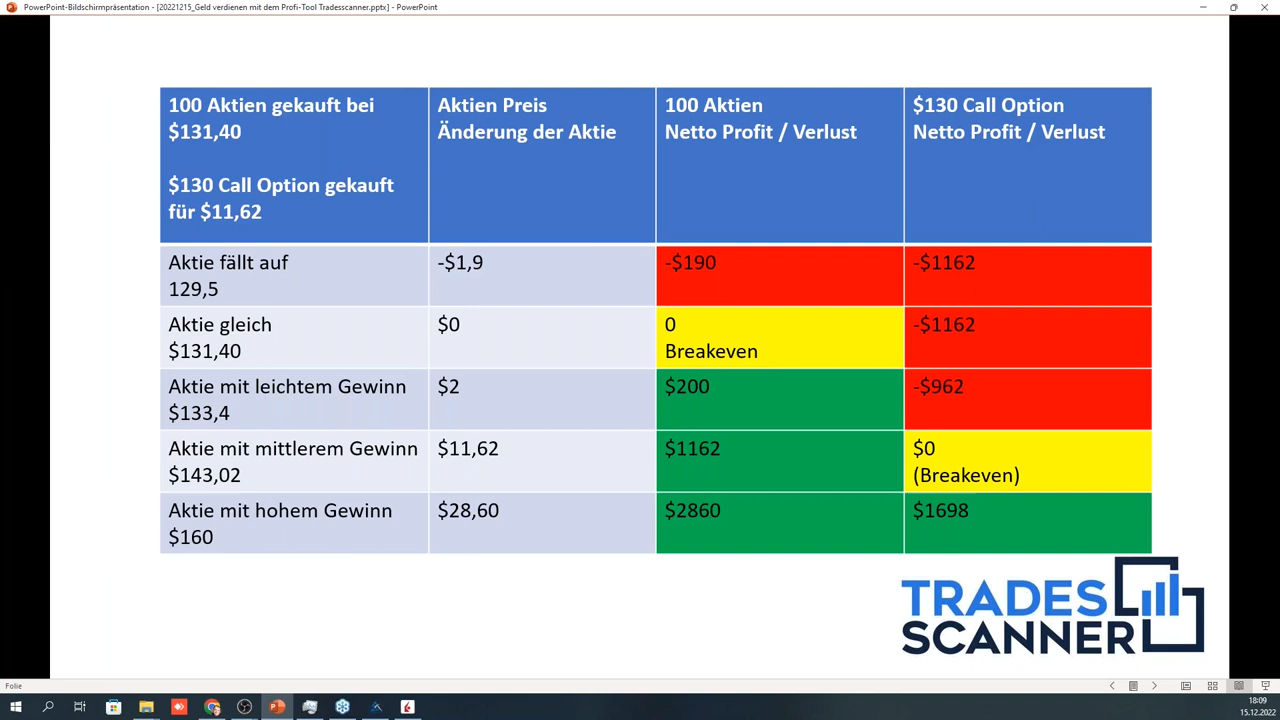 PowerPoint-Bildschirmpräsentation - [20221215_Geld verdienen mit dem Profi-Tool Tradesscanner.pptx] - PowerPoint
100 Aktien gekauft bei
$131,40
$130 Call Option gekauft
für $11,62
Aktien Preis
Änderung der Aktie
100 Aktien
Netto Profit / Verlust
$130 Call Option
Netto Profit / Verlust
Aktie fällt auf
129,5
-$1,9
-$190
-$1162
Aktie gleich
$131,40
$0
0
Breakeven
-$1162
Aktie mit leichtem Gewinn
$133,4
$2
$200
-$962
Aktie mit mittlerem Gewinn
$143,02
$11,62
$1162
$0
(Breakeven)
Aktie mit hohem Gewinn
$160
$28,60
$2860
$1698
TRADES
SCANNER
Folie
18:09
15.12.2022